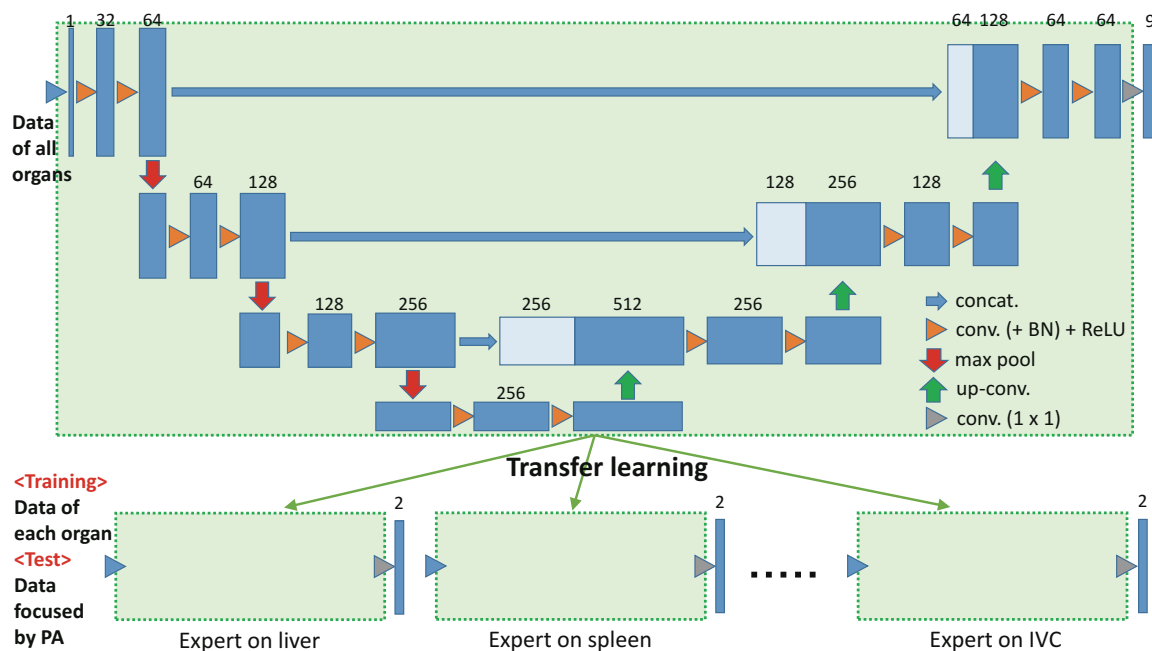 1 32 64 64 128 64 64 9
Data
of all
organs
64 128 128 256 128
128 256 256 512 256
256
concat.
conv. (+ BN) + ReLU
max pool
up-conv.
conv. (1 x 1)
Transfer learning
<Training>
Data of
each organ
<Test>
Data
focused
by PA
2 2 2
.....
Expert on liver Expert on spleen Expert on IVC